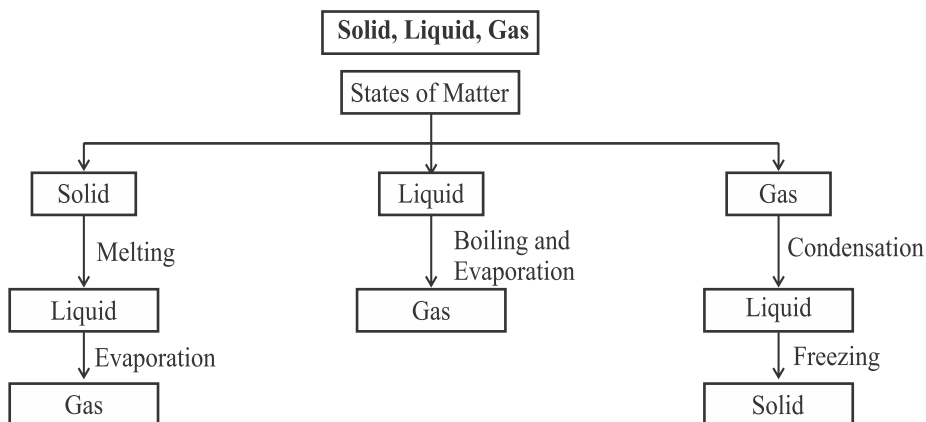 Solid, Liquid, Gas
States of Matter
Solid
Liquid
Gas
Melting
Boiling and
Evaporation
Condensation
Liquid
Gas
Liquid
Evaporation
Freezing
Gas
Solid